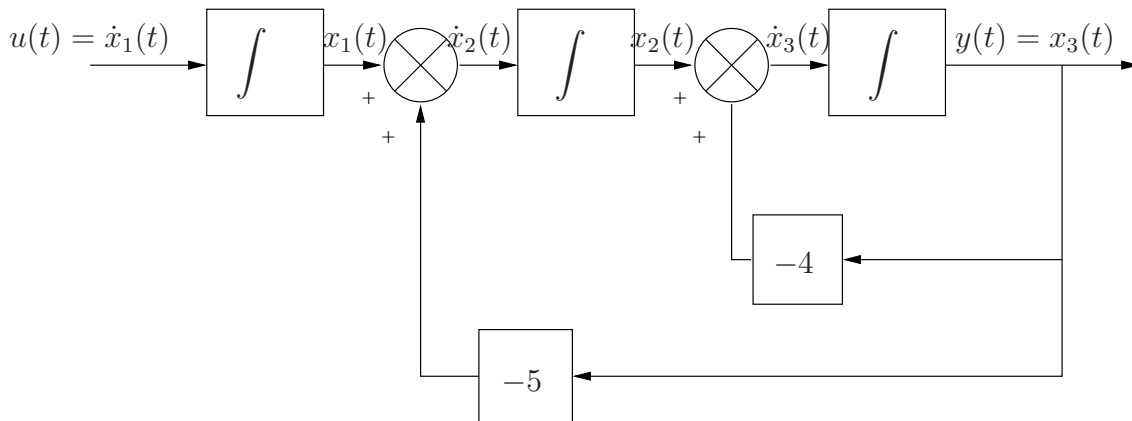 u(t) = ẋ₁(t) ∫ x₁(t) ẋ₂(t) ∫ x₂(t) ẋ₃(t) ∫ y(t) = x₃(t)
+ +
+ +
−4
−5